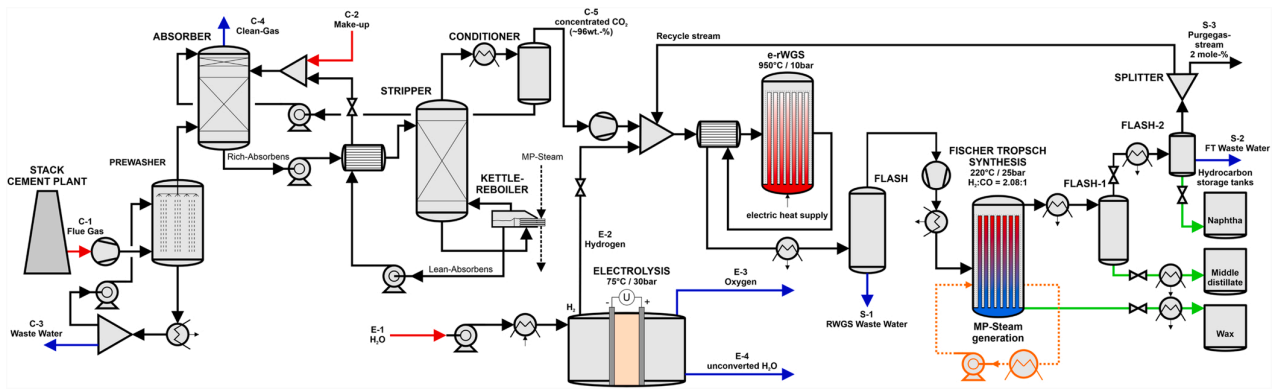 C-4
Clean-Gas
C-2
Make-up
C-5
concentrated CO₂
(~96wt.-%)
ABSORBER
CONDITIONER
Recycle stream
e-rWGS
950°C / 10bar
S-3
Purgegas-
stream
2 mole-%
SPLITTER
STRIPPER
FLASH-2
S-2
FT Waste Water
Rich-Absorbens
PREWASHER
MP-Steam
FISCHER TROPSCH
SYNTHESIS
220°C / 25bar
H₂:CO = 2.08:1
Hydrocarbon
storage tanks
STACK
CEMENT PLANT
KETTLE-
REBOILER
FLASH
FLASH-1
C-1
Flue Gas
electric heat supply
Naphtha
E-2
Hydrogen
Lean-Absorbens
ELECTROLYSIS
75°C / 30bar
E-3
Oxygen
Middle
distillate
- U +
H₂
S-1
RWGS Waste Water
C-3
Waste Water
E-1
H₂O
MP-Steam
generation
Wax
E-4
unconverted H₂O